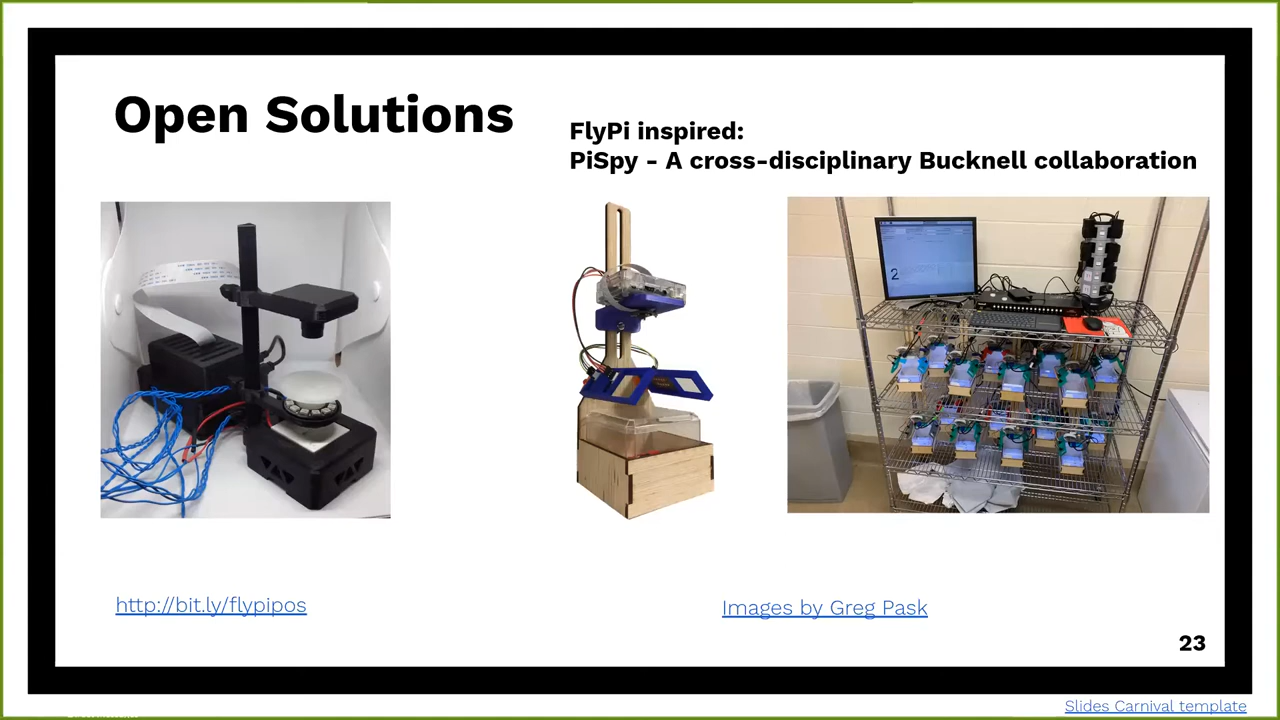 Open Solutions
FlyPi inspired:
PiSpy - A cross-disciplinary Bucknell collaboration
2
http://bit.ly/flypipos
Images by Greg Pask
23
Slides Carnival template